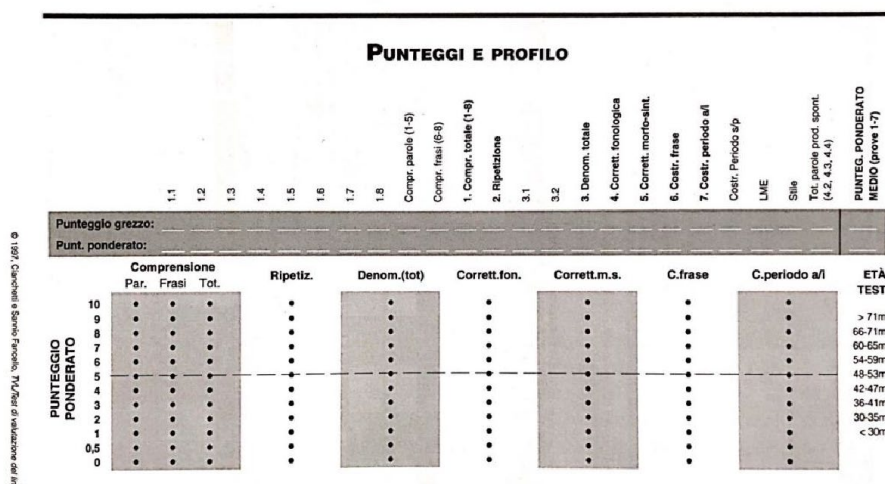 PUNTEGGI E PROFILO
1.1
1.2
1.3
1.4
1.5
1.6
1.7
1.8
Compr. parole (1-5)
Compr. frasi (6-8)
1. Compr. totale (1-8)
2. Ripetizione
3.1
3.2
3. Denom. totale
4. Corrett. fonologica
5. Corrett. morfo-sint.
6. Costr. frase
7. Costr. periodo a/l
Costr. Periodo s/p
LME
Stile
Tot. parole prod. spont.
(4.2, 4.3, 4.4)
PUNTEG. PONDERATO
MEDIO (prove 1-7)
Punteggio grezzo:
Punt. ponderato:
Comprensione
Par. Frasi Tot.
Ripetiz.
Denom.(tot)
Corrett.fon.
Corrett.m.s.
C.frase
C.periodo a/l
ETÀ
TEST
PUNTEGGIO
PONDERATO
10
9
8 > 71m
7 66-71m
6 60-65m
5 54-59m
4 48-53m
3 42-47m
2 36-41m
1 30-35m
0,5 < 30m
0
© 1997, Cianchetti e Sannio Fancello, TVL-Test di valutazione del lin